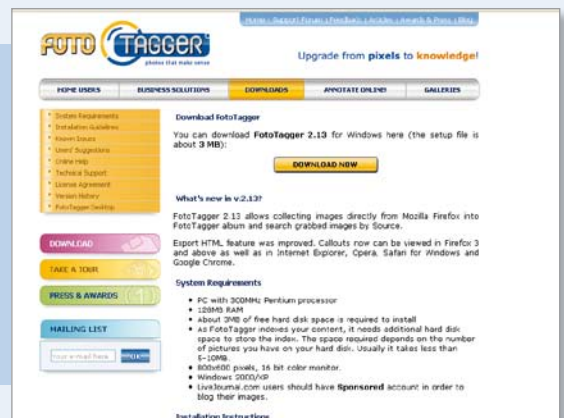 Home | Support Forum | Feedback | Articles | Awards & Press | Blog
FOTO TAGGER
photos that make sense
Upgrade from pixels to knowledge!
HOME USERS
BUSINESS SOLUTIONS
DOWNLOADS
ANNOTATE ONLINE!
GALLERIES
System Requirements
Installation Guidelines
Known Issues
Users' Suggestions
Online Help
Technical Support
License Agreement
Version History
FotoTagger Desktop
DOWNLOAD
TAKE A TOUR
PRESS & AWARDS
MAILING LIST
Your e-mail here
Download FotoTagger
You can download FotoTagger 2.13 for Windows here (the setup file is
about 3 MB):
DOWNLOAD NOW
What's new in v.2.13?
FotoTagger 2.13 allows collecting images directly from Mozilla Firefox into
FotoTagger album and search grabbed images by Source.
Export HTML feature was improved. Callouts now can be viewed in Firefox 3
and above as well as in Internet Explorer, Opera, Safari for Windows and
Google Chrome.
System Requirements
PC with 300MHz Pentium processor
128MB RAM
About 3MB of free hard disk space is required to install
As FotoTagger indexes your content, it needs additional hard disk
space to store the index. The space required depends on the number
of pictures you have on your hard disk. Usually it takes less than
5-10MB.
800x600 pixels, 16 bit color monitor.
Windows 2000/XP
LiveJournal.com users should have Sponsored account in order to
blog their images.
Installation Instructions